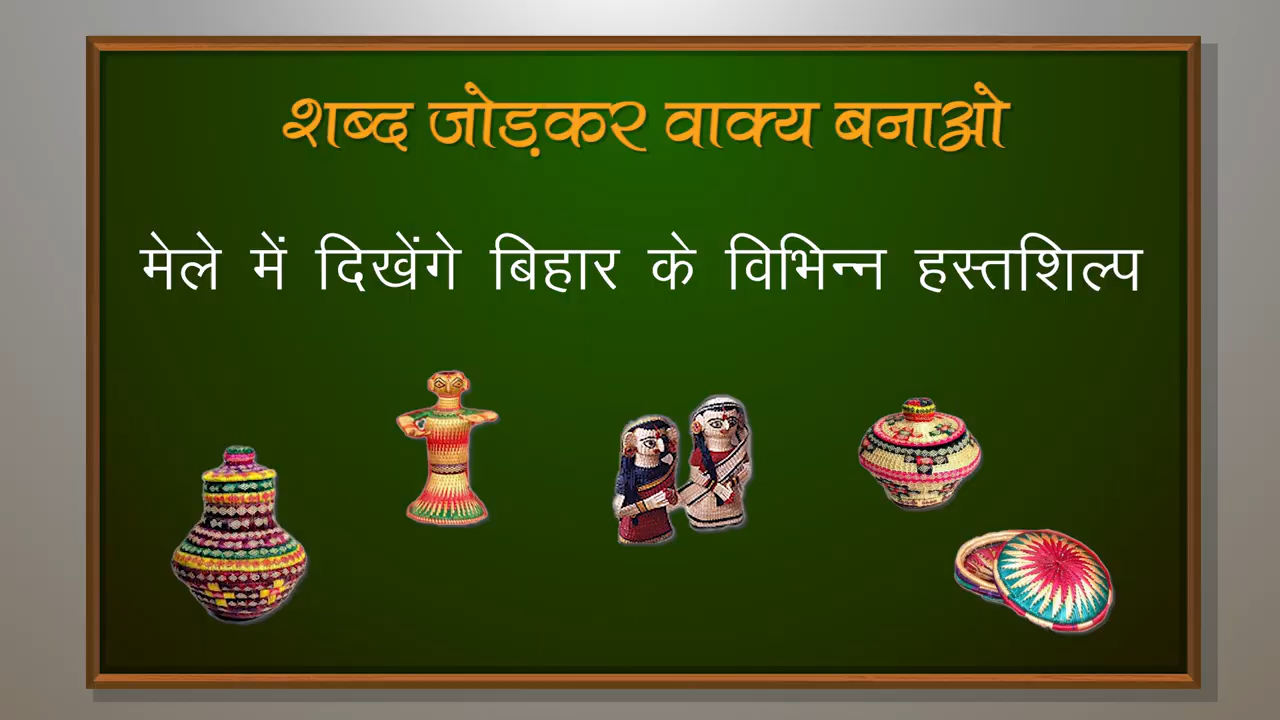 शब्द जोड़कर वाक्य बनाओ
मेले में दिखेंगे बिहार के विभिन्न हस्तशिल्प